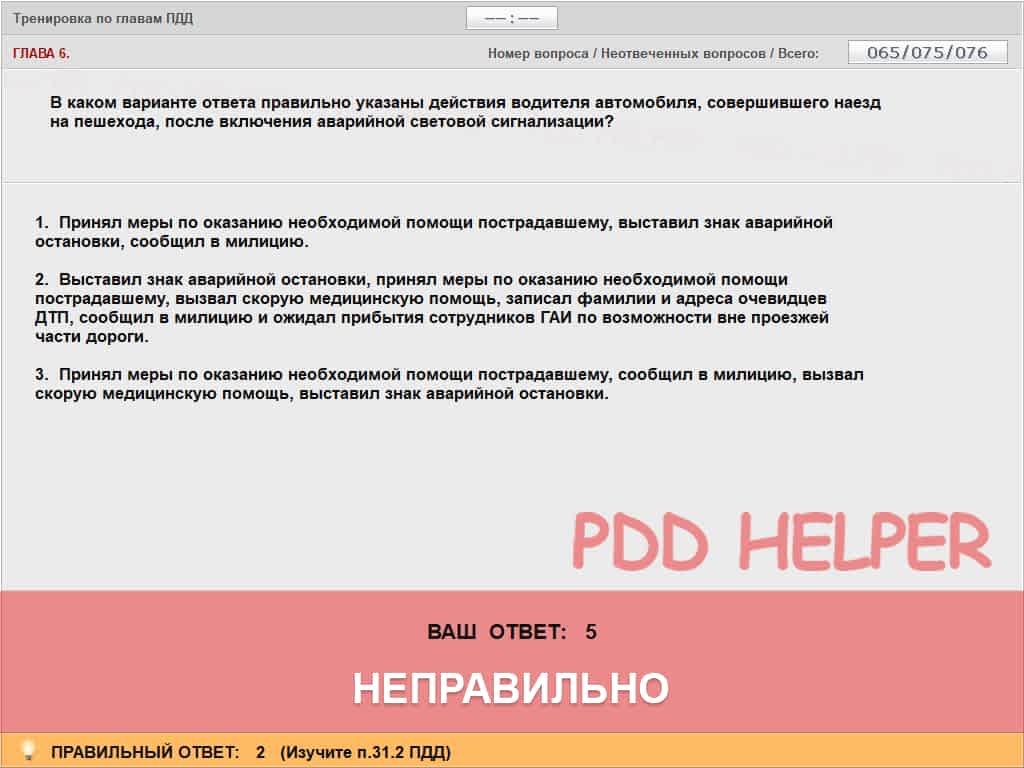 Тренировка по главам ПДД
—— : ——
ГЛАВА 6.
Номер вопроса / Неотвеченных вопросов / Всего:
065/075/076
В каком варианте ответа правильно указаны действия водителя автомобиля, совершившего наезд
на пешехода, после включения аварийной световой сигнализации?
1. Принял меры по оказанию необходимой помощи пострадавшему, выставил знак аварийной
остановки, сообщил в милицию.
2. Выставил знак аварийной остановки, принял меры по оказанию необходимой помощи
пострадавшему, вызвал скорую медицинскую помощь, записал фамилии и адреса очевидцев
ДТП, сообщил в милицию и ожидал прибытия сотрудников ГАИ по возможности вне проезжей
части дороги.
3. Принял меры по оказанию необходимой помощи пострадавшему, сообщил в милицию, вызвал
скорую медицинскую помощь, выставил знак аварийной остановки.
PDD HELPER
ВАШ ОТВЕТ: 5
НЕПРАВИЛЬНО
ПРАВИЛЬНЫЙ ОТВЕТ: 2 (Изучите п.31.2 ПДД)